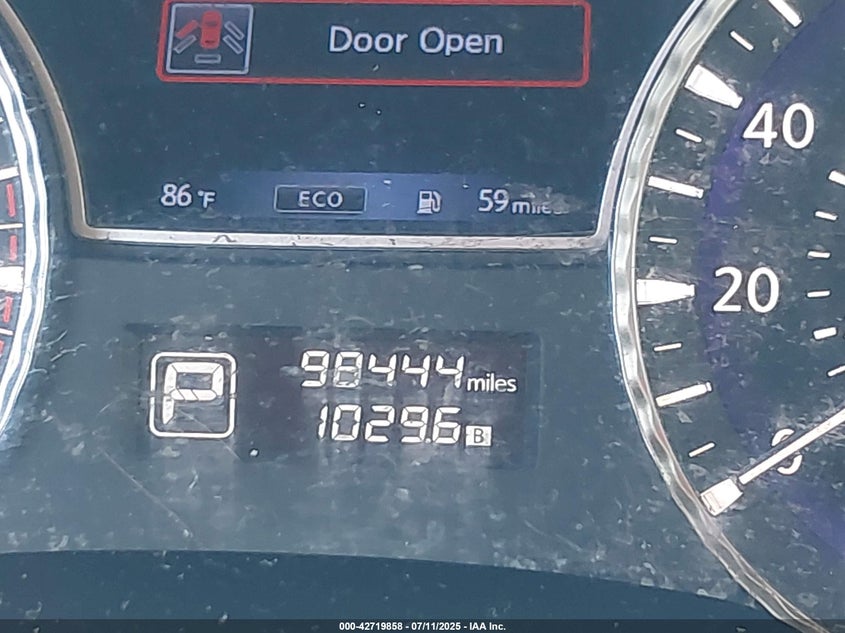 Door Open
86°F ECO 59 miles
40
20
0
P
98444 miles
1029.6 B
000-42719858 - 07/11/2025 - IAA Inc.